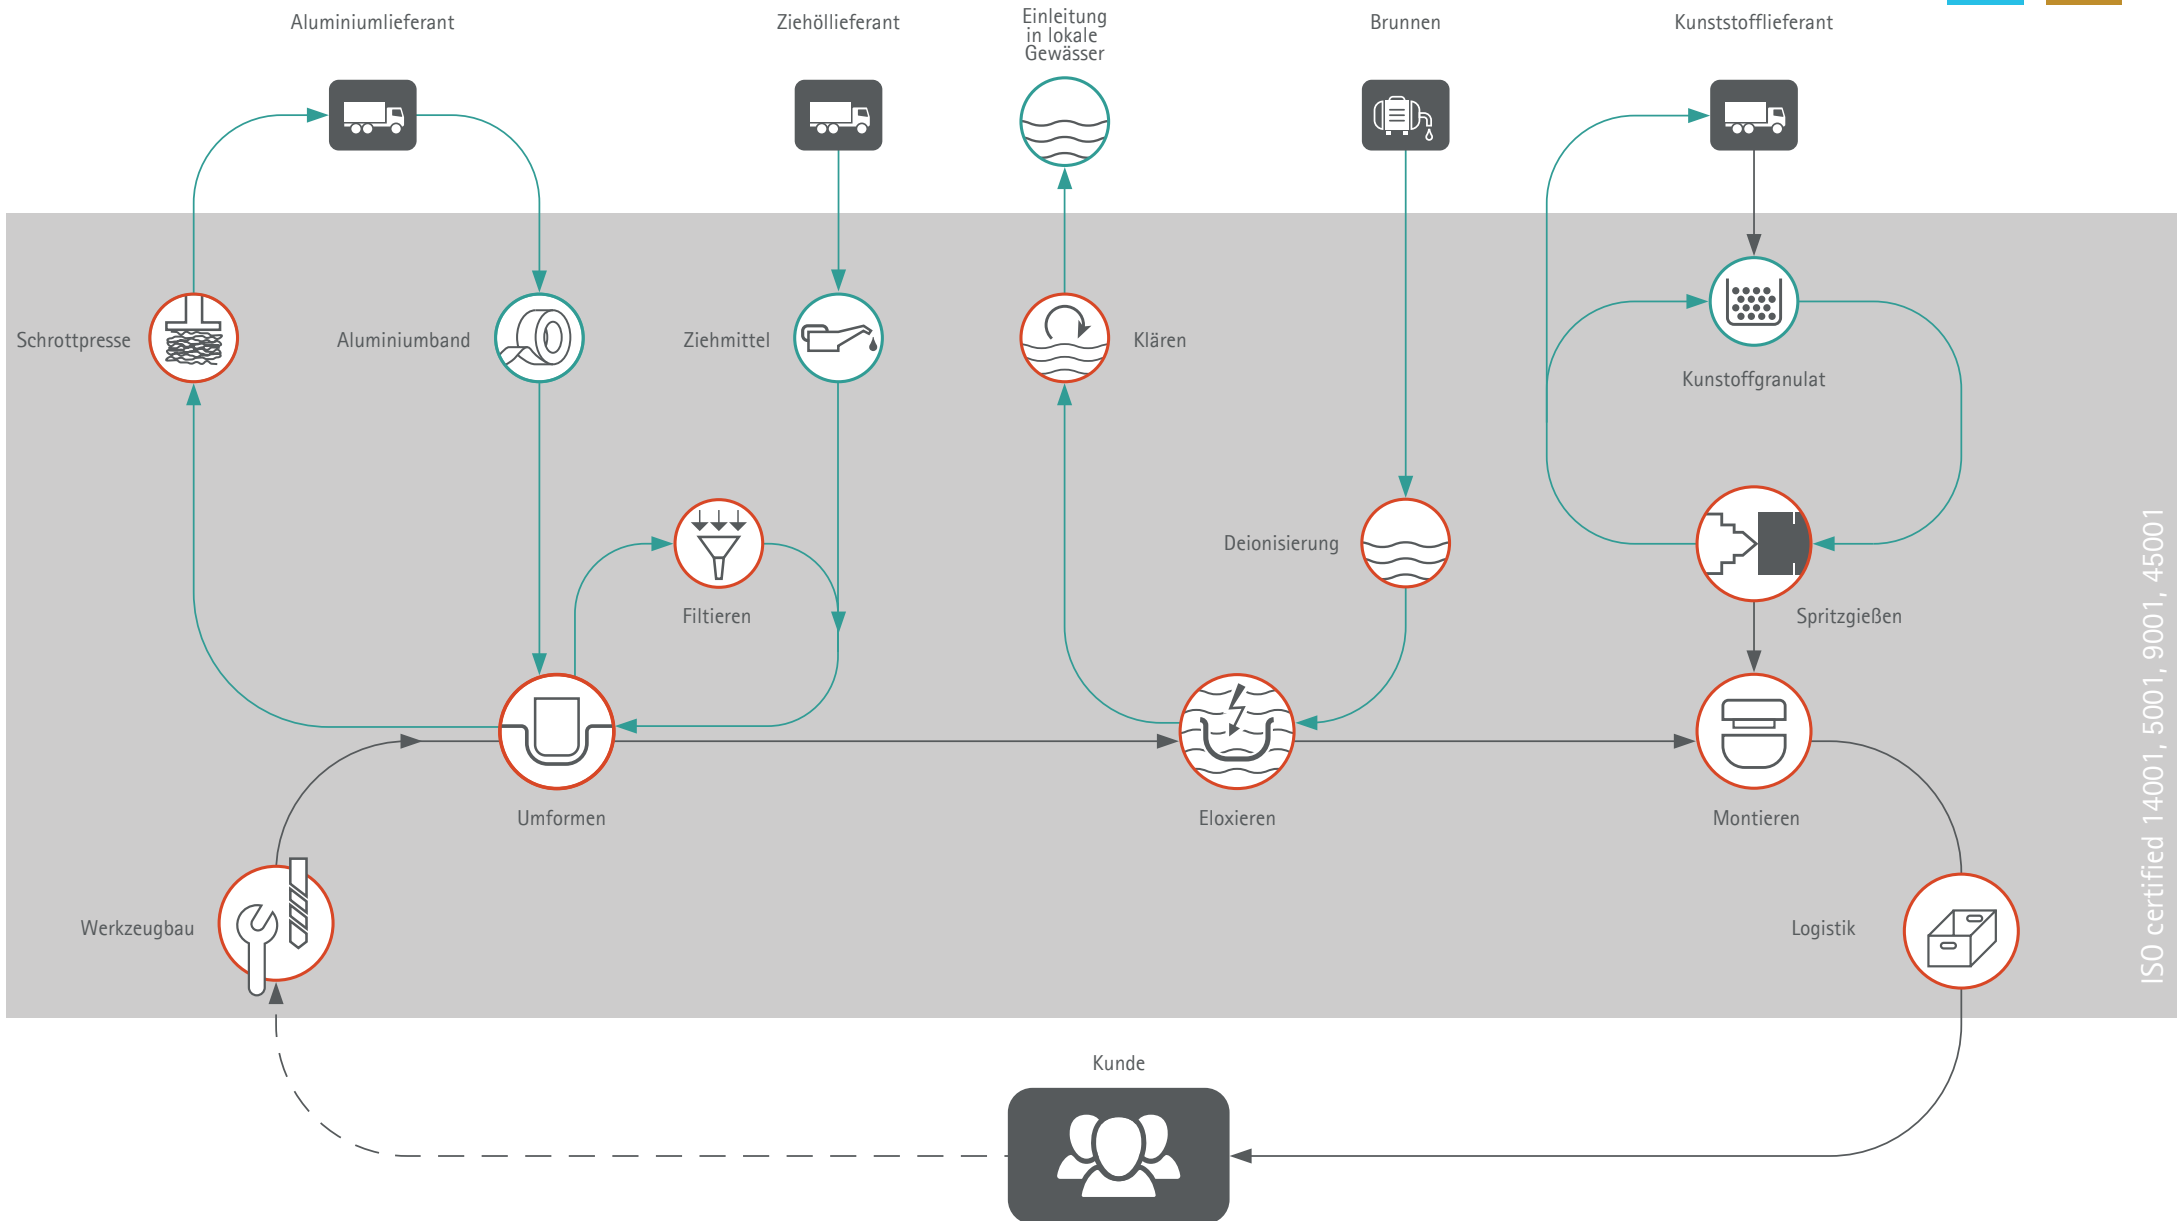 Aluminiumlieferant
Ziehöllieferant
Einleitung
in lokale
Gewässer
Brunnen
Kunststofflieferant
Schrottpresse
Aluminiumband
Ziehmittel
Klären
Kunstoffgranulat
Filtieren
Deionisierung
Spritzgießen
Umformen
Eloxieren
Montieren
Werkzeugbau
Logistik
ISO certified 14001, 5001, 9001, 45001
Kunde